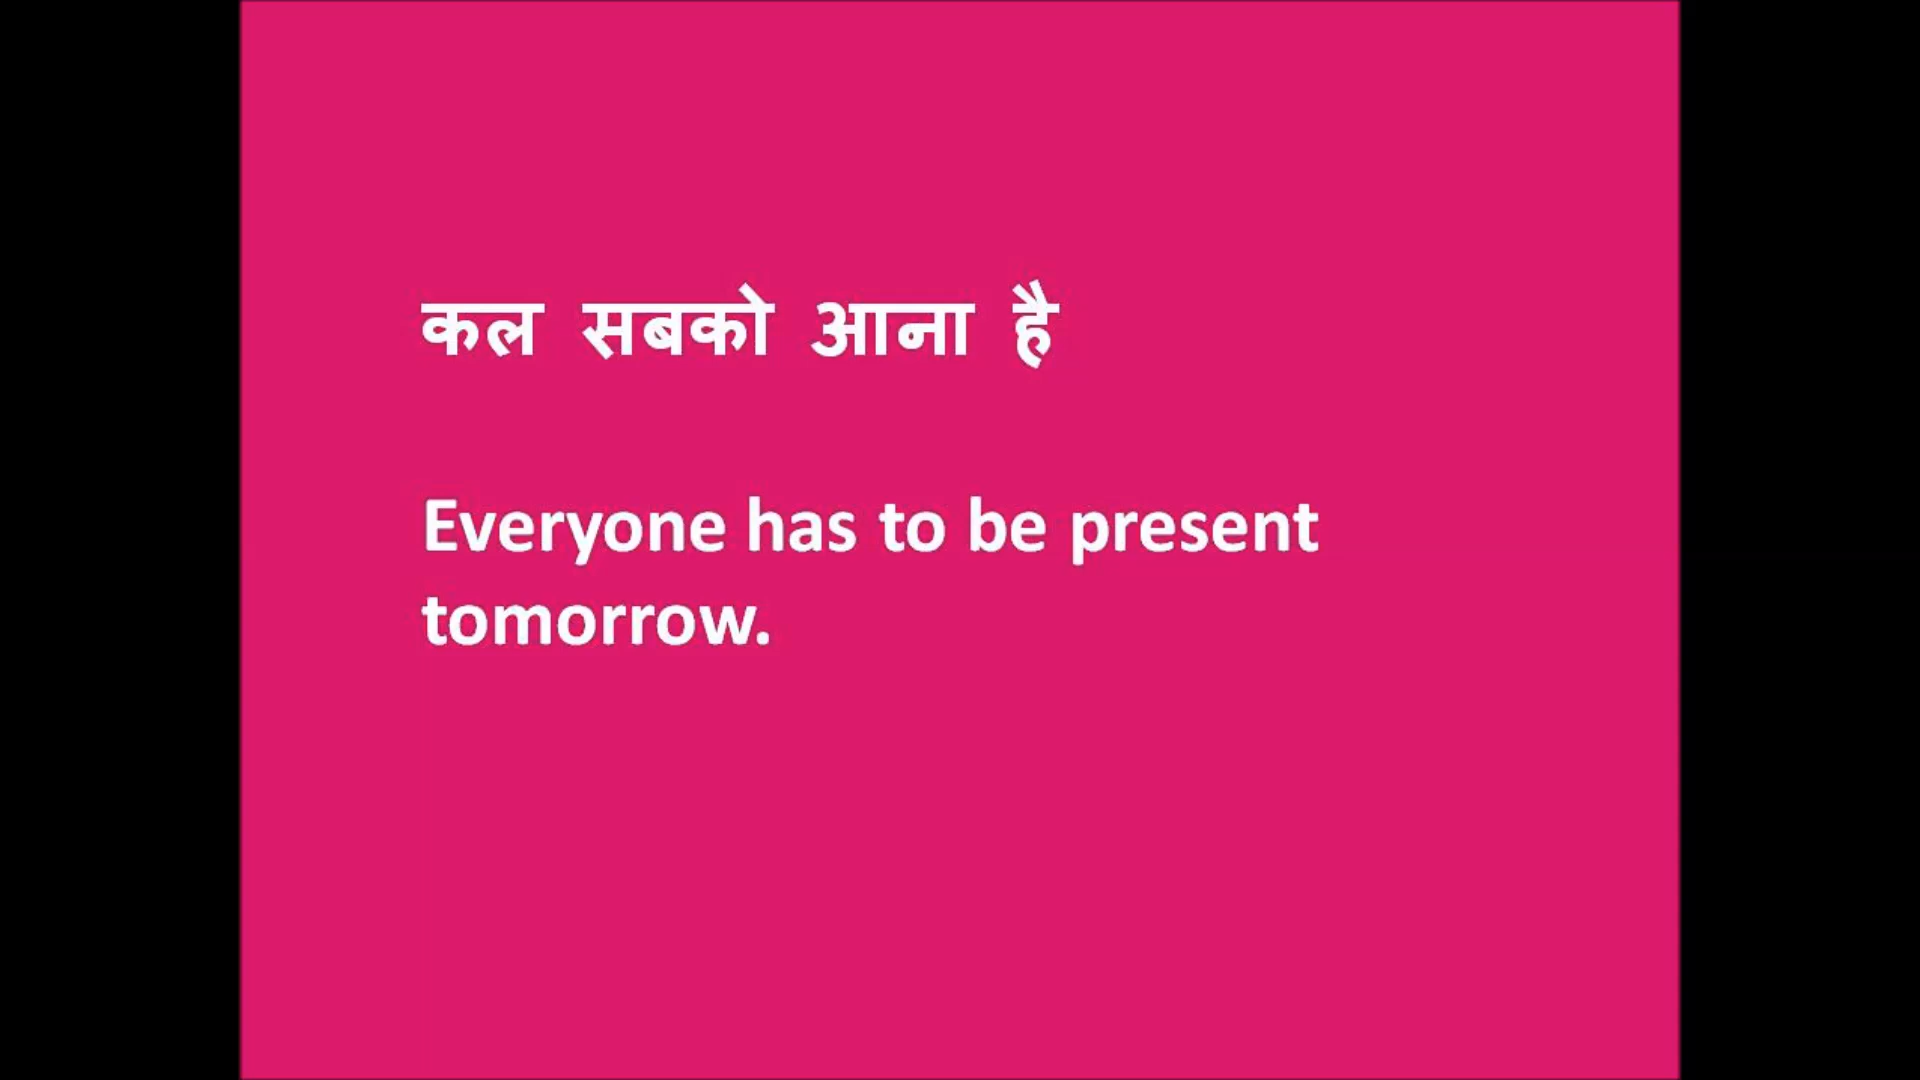 कल सबको आना है
Everyone has to be present
tomorrow.